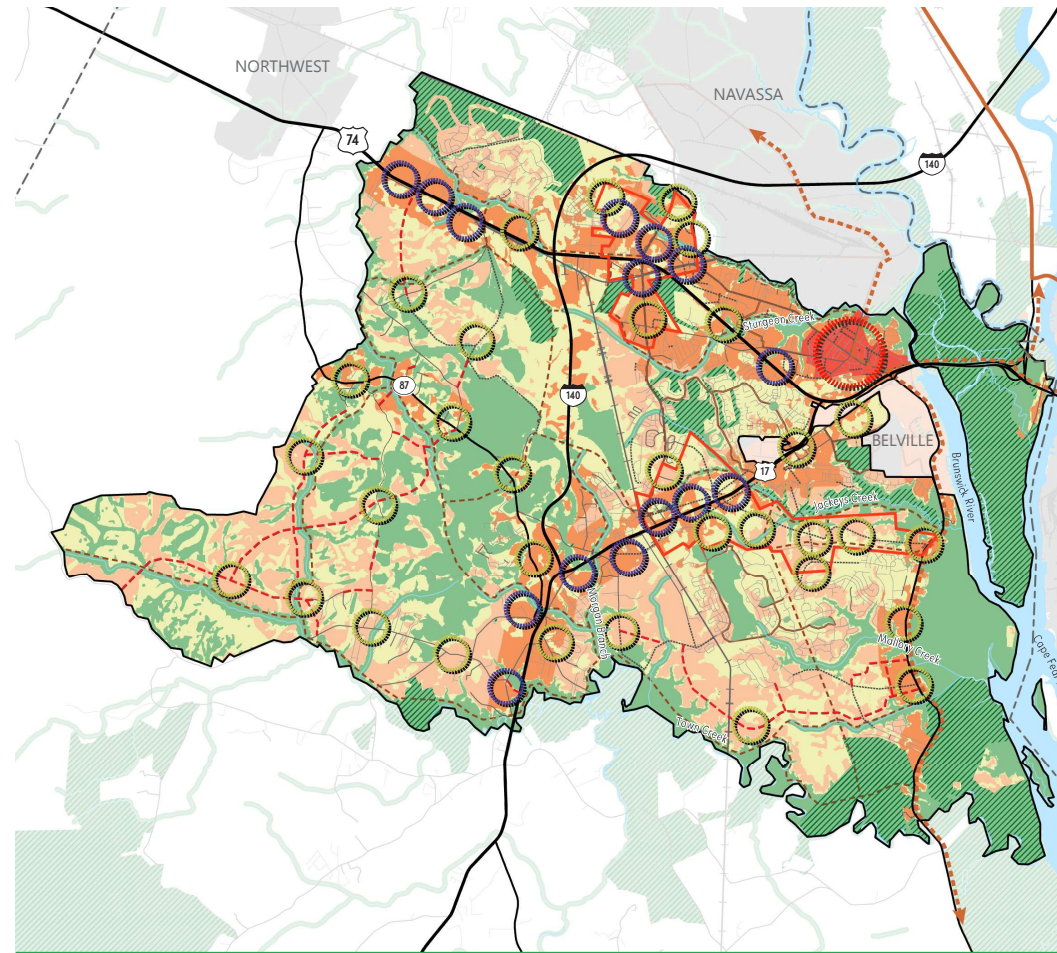 NORTHWEST
NAVASSA
74
140
Sturgeon Creek
87
140
BELVILLE
17
Brunswick River
Jackeys Creek
Morgan Branch
Mallory Creek
Cape Fear
Town Creek